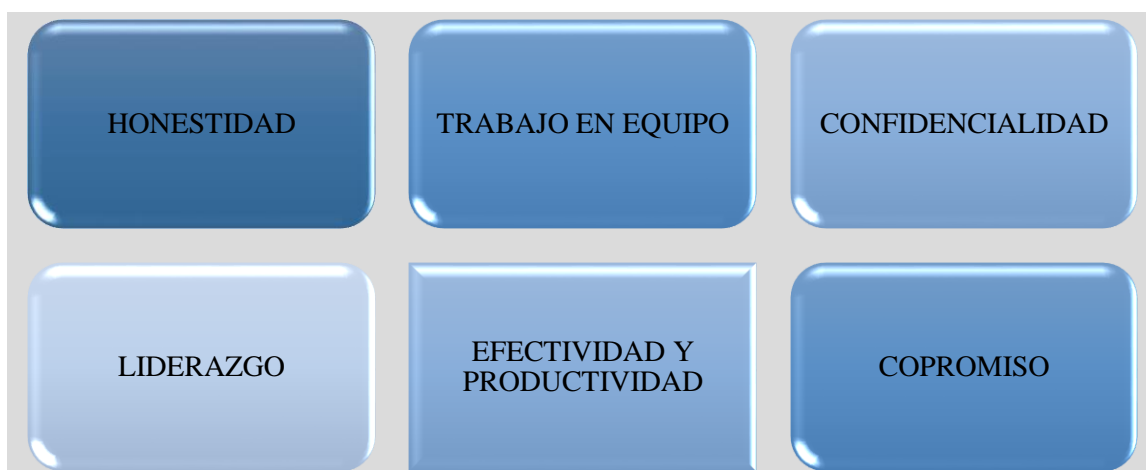 HONESTIDAD
TRABAJO EN EQUIPO
CONFIDENCIALIDAD
LIDERAZGO
EFECTIVIDAD Y
PRODUCTIVIDAD
COPROMISO